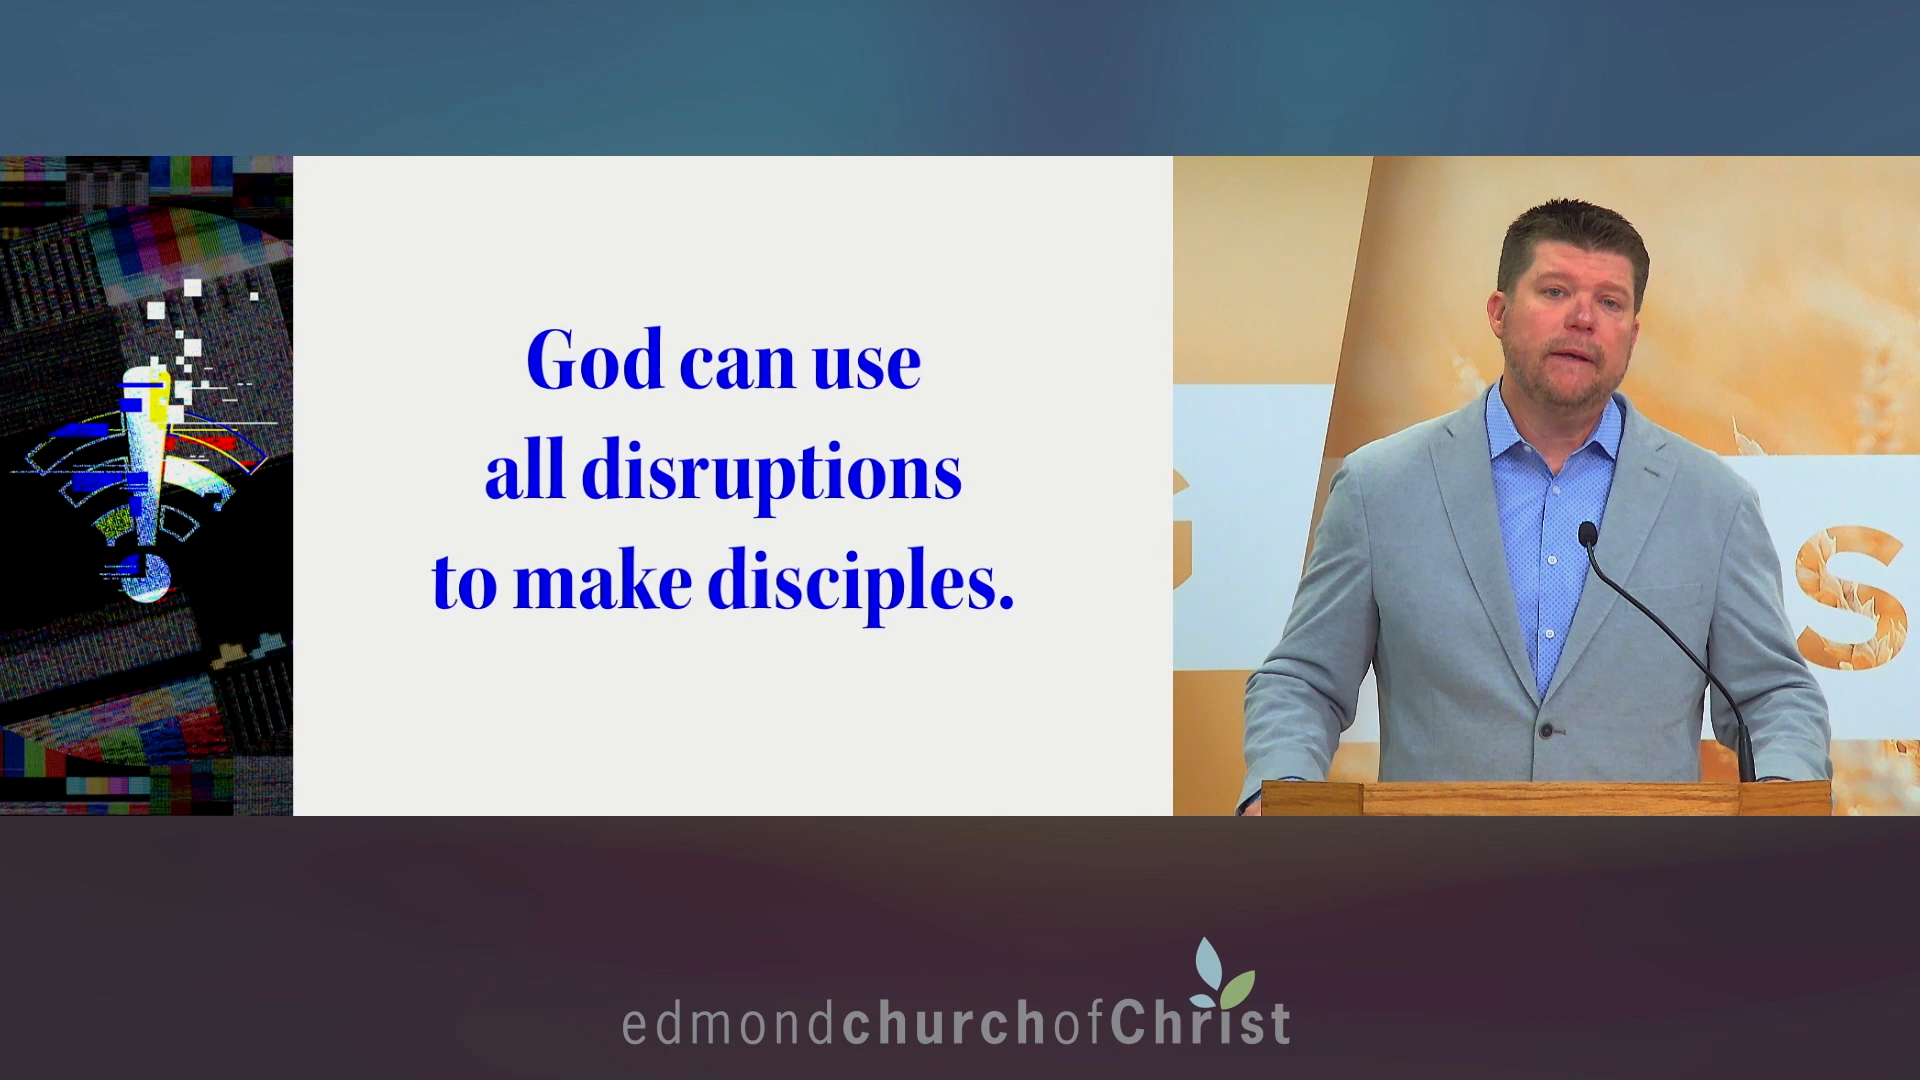 God can use
all disruptions
to make disciples.
G
S
edmondchurchofChrist